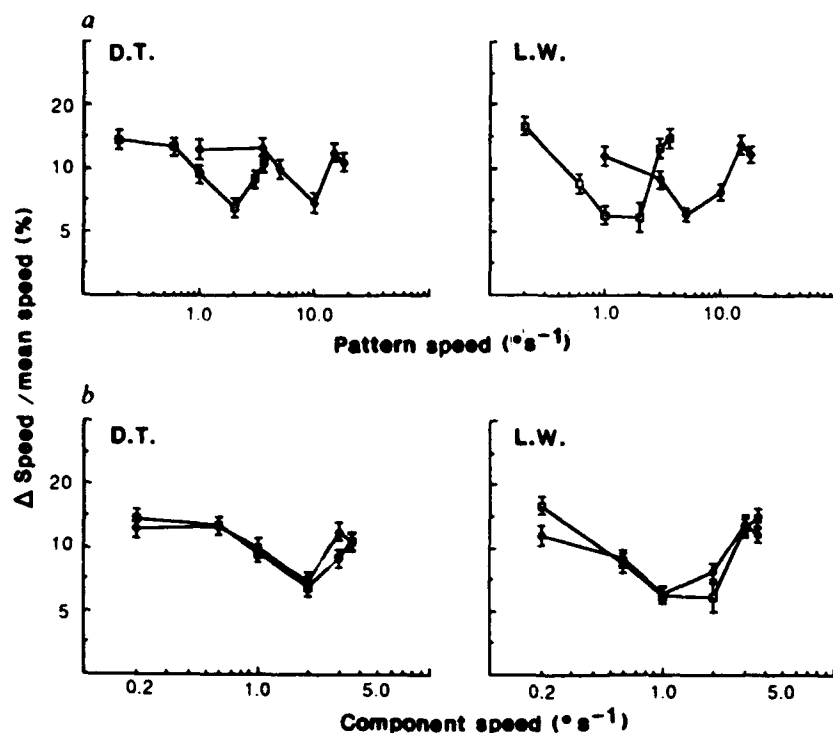 a
D.T.
L.W.
20
10
5
1.0 10.0
1.0 10.0
Pattern speed (° s⁻¹)
Δ Speed / mean speed (%)
b
D.T.
L.W.
20
10
5
0.2 1.0 5.0
0.2 1.0 5.0
Component speed (° s⁻¹)